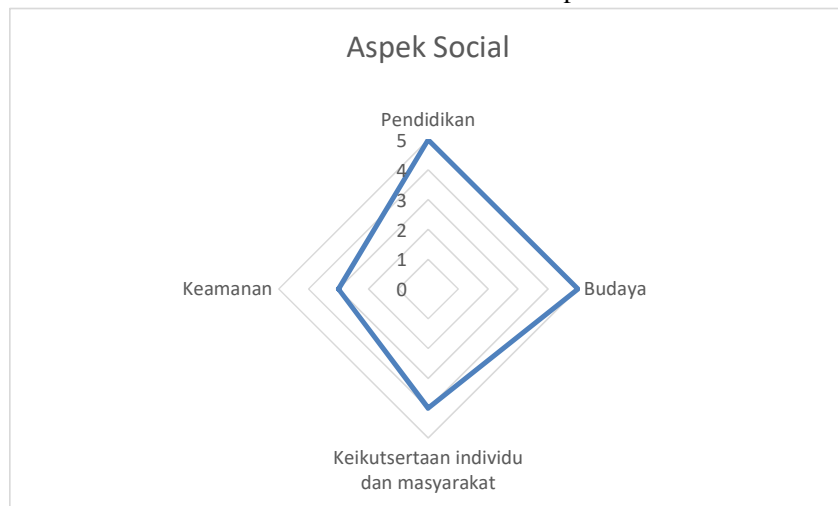 Aspek Social
Pendidikan
5
4
3
2
1
0
Keamanan
Budaya
Keikutsertaan individu
dan masyarakat